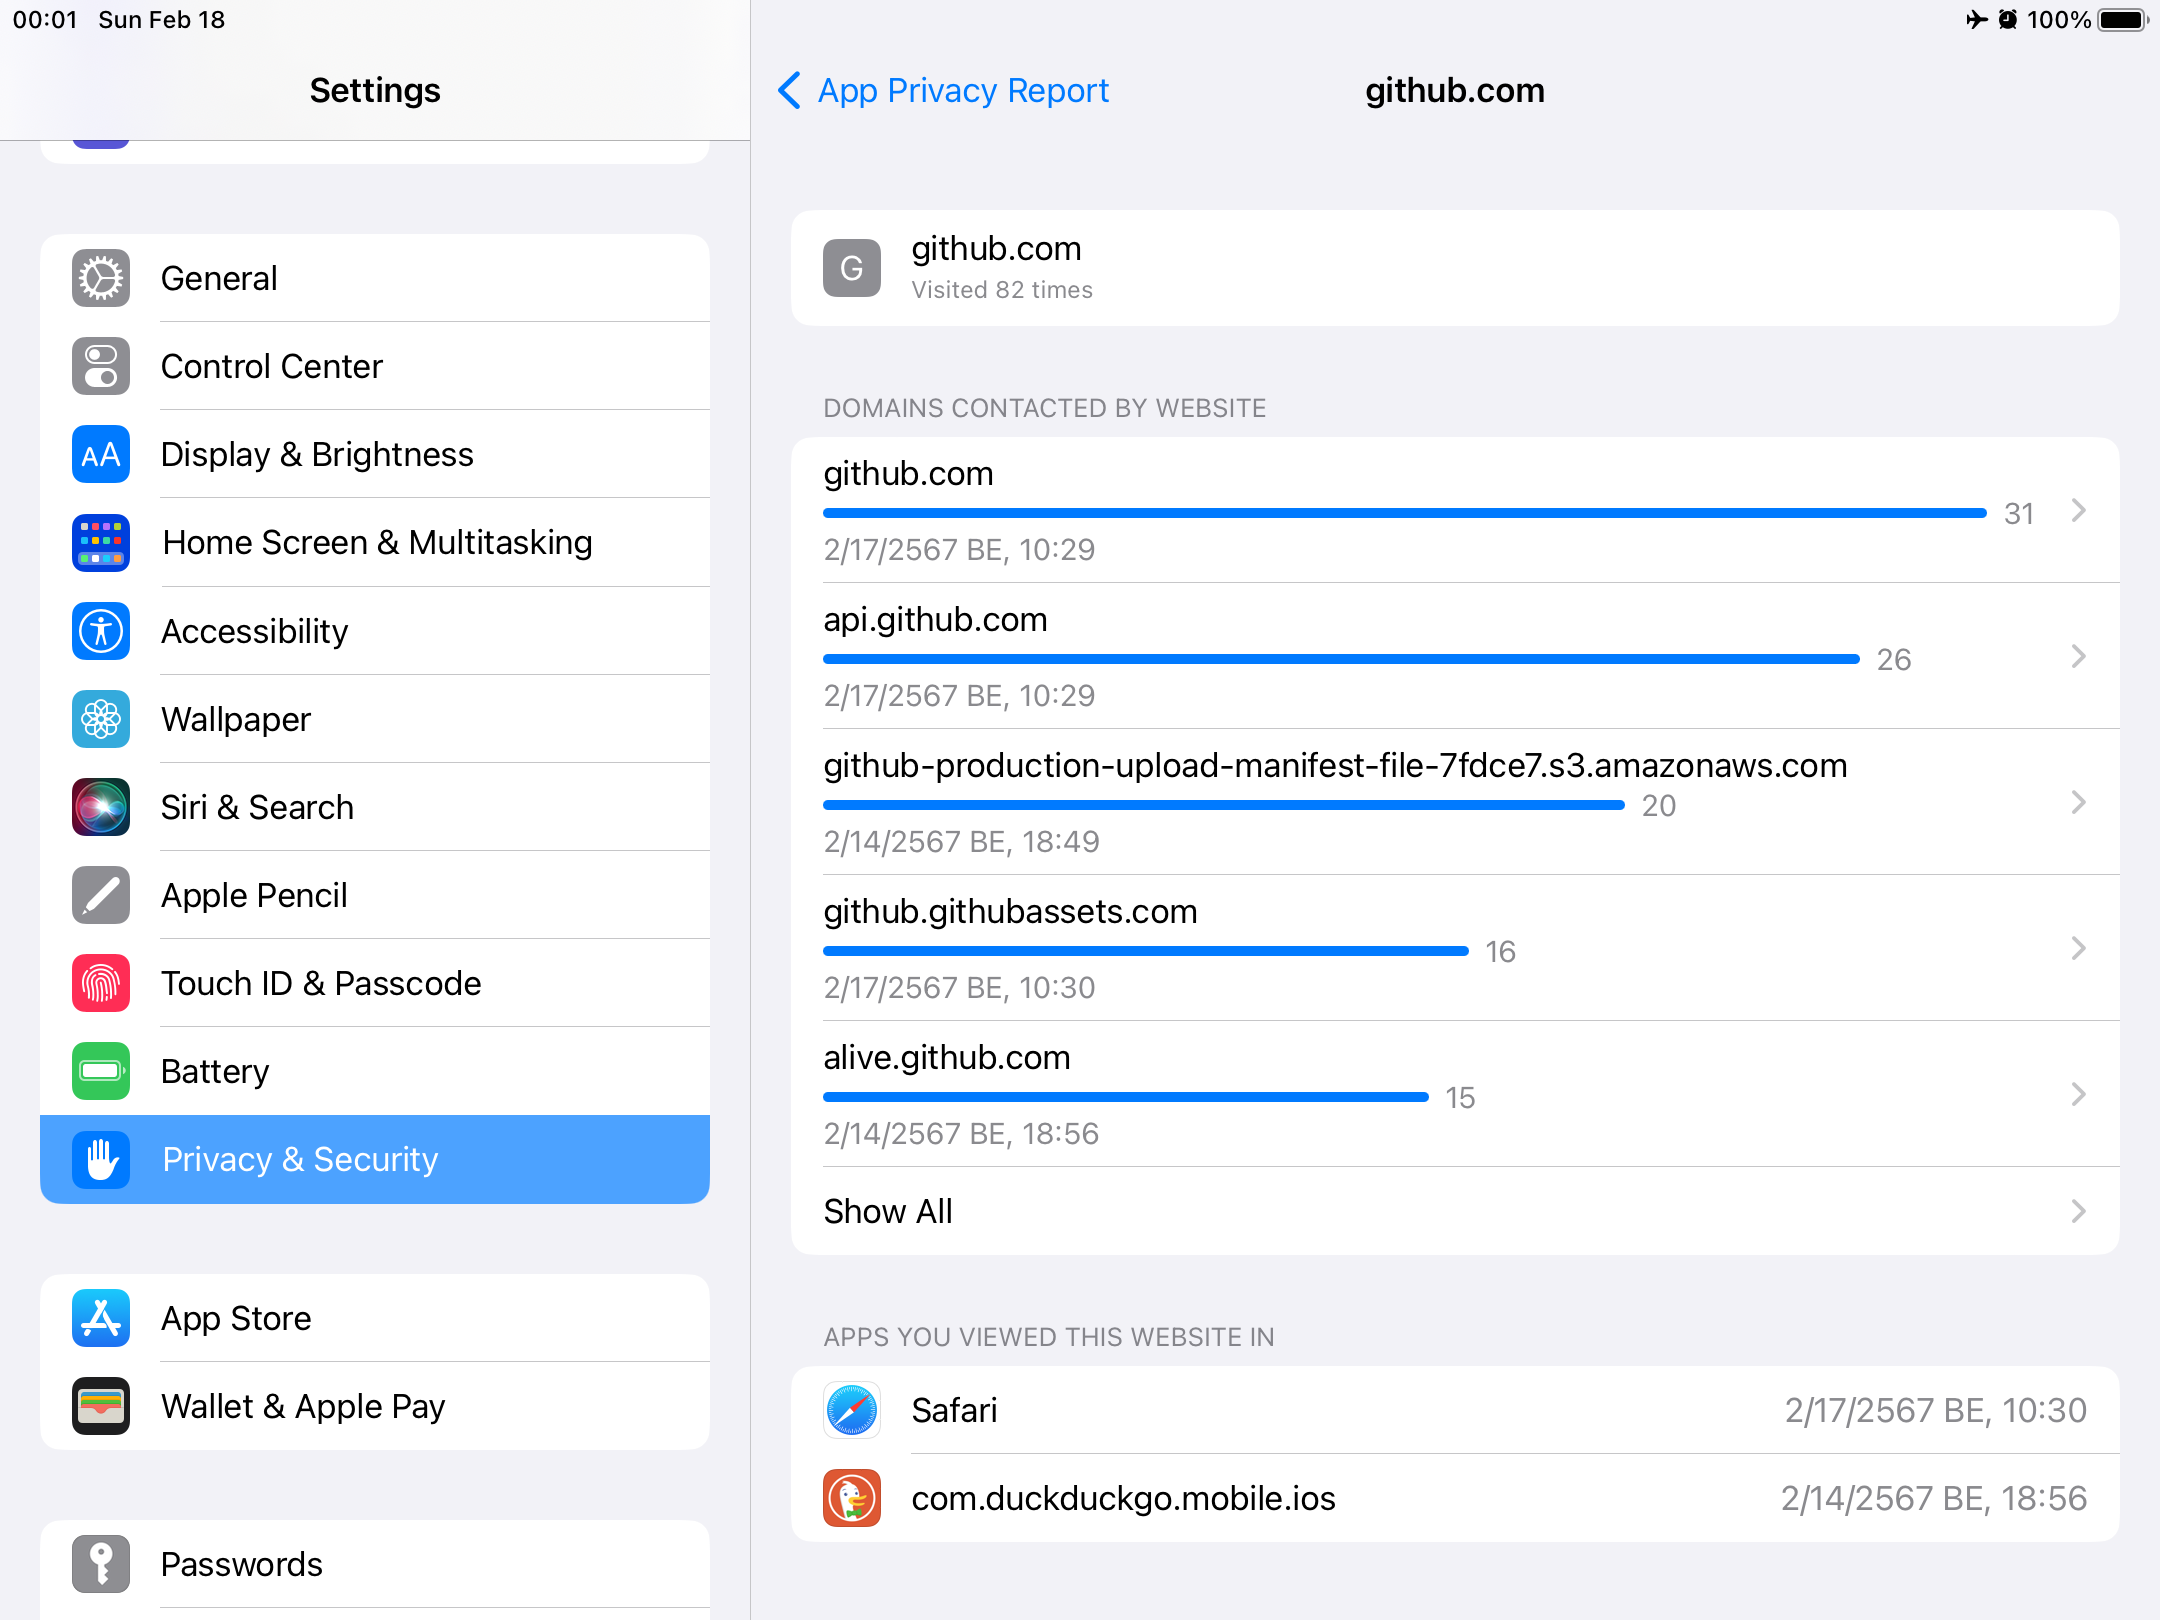 00:01 Sun Feb 18
100%
Settings
General
Control Center
AA
Display & Brightness
Home Screen & Multitasking
Accessibility
Wallpaper
Siri & Search
Apple Pencil
Touch ID & Passcode
Battery
Privacy & Security
App Store
Wallet & Apple Pay
Passwords
App Privacy Report
github.com
G
github.com
Visited 82 times
DOMAINS CONTACTED BY WEBSITE
github.com
31
2/17/2567 BE, 10:29
api.github.com
26
2/17/2567 BE, 10:29
github-production-upload-manifest-file-7fdce7.s3.amazonaws.com
20
2/14/2567 BE, 18:49
github.githubassets.com
16
2/17/2567 BE, 10:30
alive.github.com
15
2/14/2567 BE, 18:56
Show All
APPS YOU VIEWED THIS WEBSITE IN
Safari 2/17/2567 BE, 10:30
com.duckduckgo.mobile.ios 2/14/2567 BE, 18:56